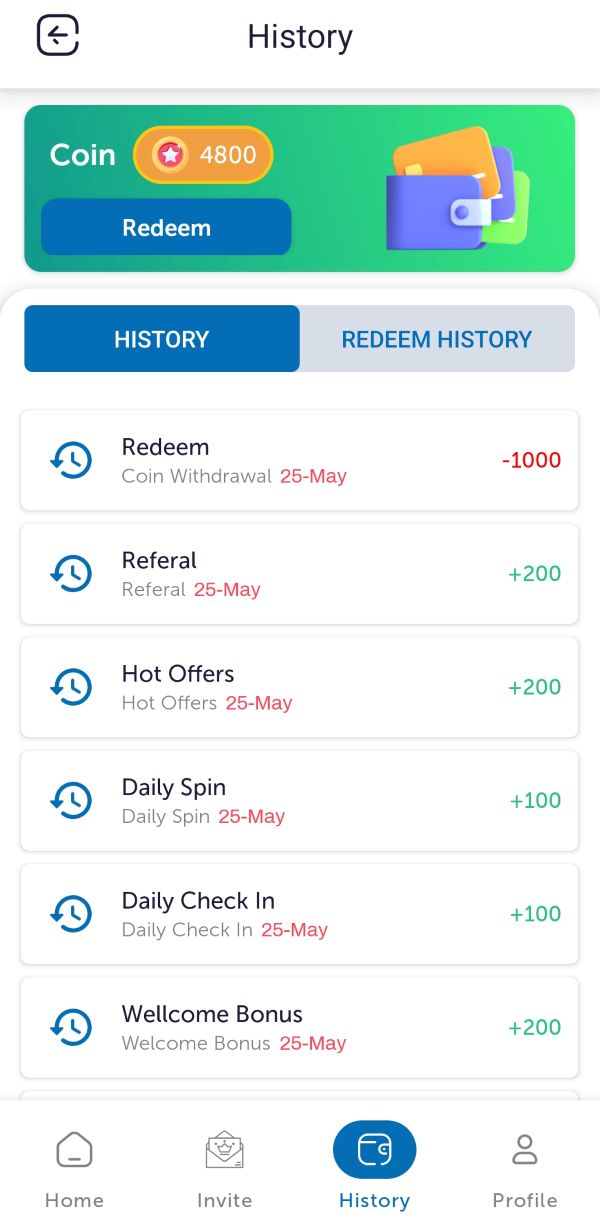 History
Coin 4800
Redeem
HISTORY REDEEM HISTORY
Redeem
Coin Withdrawal 25-May
-1000
Referal
Referal 25-May
+200
Hot Offers
Hot Offers 25-May
+200
Daily Spin
Daily Spin 25-May
+100
Daily Check In
Daily Check In 25-May
+100
Wellcome Bonus
Welcome Bonus 25-May
+200
Home Invite History Profile